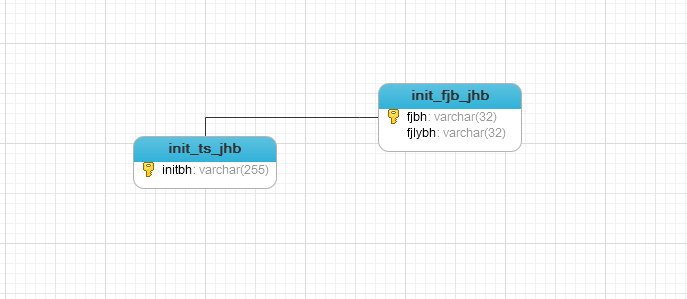 init_fjb_jhb
fjbh: varchar(32)
fjlybh: varchar(32)
init_ts_jhb
initbh: varchar(255)